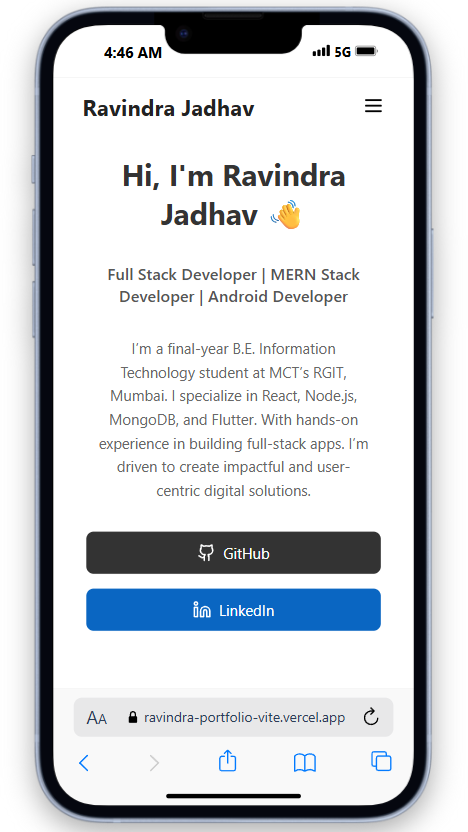 4:46 AM 5G
Ravindra Jadhav
Hi, I'm Ravindra
Jadhav 👋
Full Stack Developer | MERN Stack
Developer | Android Developer
I’m a final-year B.E. Information
Technology student at MCT’s RGIT,
Mumbai. I specialize in React, Node.js,
MongoDB, and Flutter. With hands-on
experience in building full-stack apps. I’m
driven to create impactful and user-
centric digital solutions.
GitHub
LinkedIn
AA ravindra-portfolio-vite.vercel.app